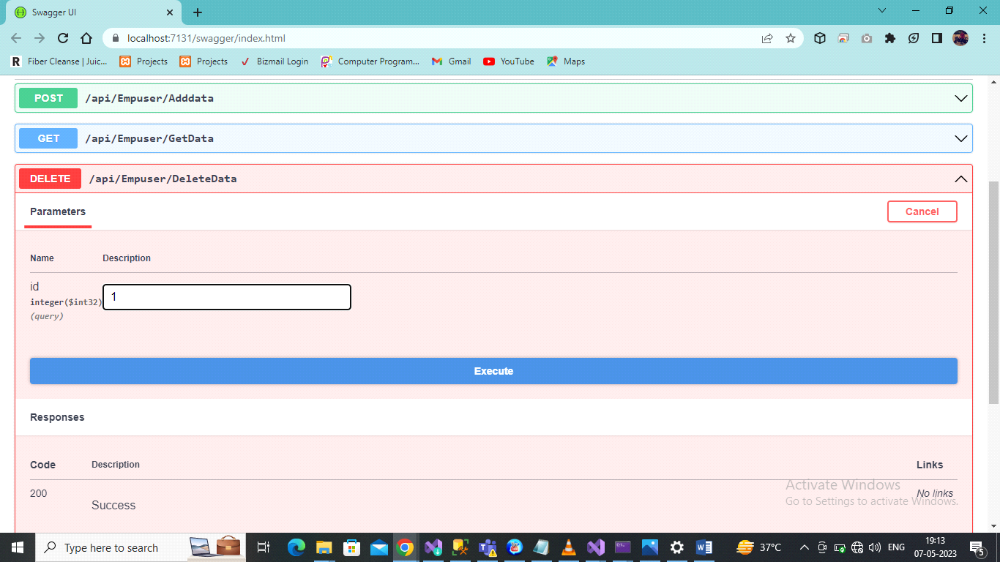 Swagger UI
localhost:7131/swagger/index.html
Fiber Cleanse | Juic... Projects Projects Bizmail Login Computer Program... Gmail YouTube Maps
POST /api/Empuser/Adddata
GET /api/Empuser/GetData
DELETE /api/Empuser/DeleteData
Parameters Cancel
Name Description
id
integer($int32) 1
(query)
Execute
Responses
Code Description Links
200 No links
Success
Activate Windows
Go to Settings to activate Windows.
Type here to search 37°C ENG 19:13
07-05-2023 5